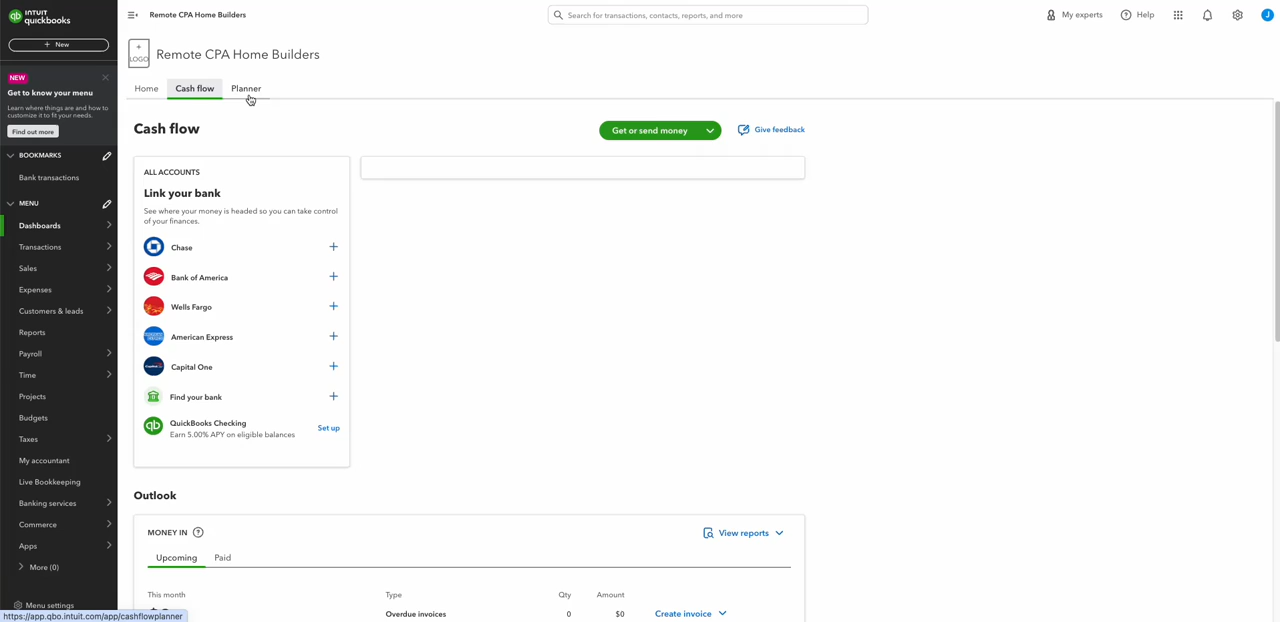 INTUIT
quickbooks
Remote CPA Home Builders
Search for transactions, contacts, reports, and more
My experts
Help
J
+ New
+
LOGO
Remote CPA Home Builders
NEW
Get to know your menu
Learn where things are and how to
customize it to fit your needs.
Find out more
BOOKMARKS
Bank transactions
MENU
Dashboards
Transactions
Sales
Expenses
Customers & leads
Reports
Payroll
Time
Projects
Budgets
Taxes
My accountant
Live Bookkeeping
Banking services
Commerce
Apps
More (0)
Menu settings
https://app.qbo.intuit.com/app/cashflowplanner
Home
Cash flow
Planner
Cash flow
Get or send money
Give feedback
ALL ACCOUNTS
Link your bank
See where your money is headed so you can take control
of your finances.
Chase
Bank of America
Wells Fargo
American Express
Capital One
Find your bank
qb
QuickBooks Checking
Earn 5.00% APY on eligible balances
Set up
Outlook
MONEY IN ?
View reports
Upcoming
Paid
This month
Type
Qty
Amount
Overdue invoices
0
$0
Create invoice